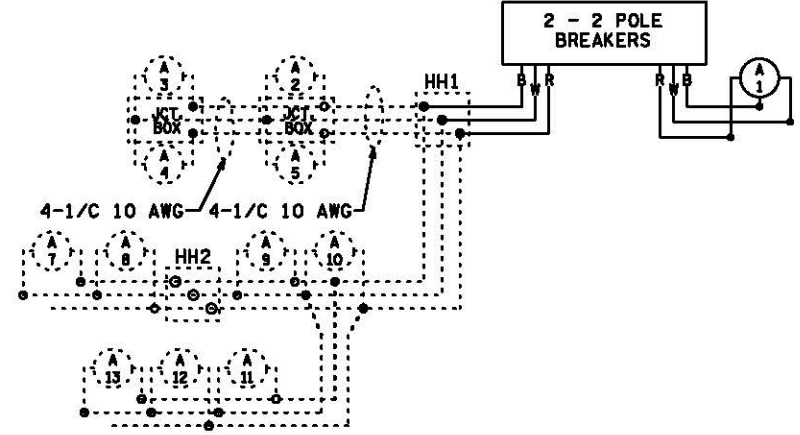 2 - 2 POLE
BREAKERS
B W R
R W B
A
1
HH1
A
3
A
2
JCT.
BOX
JCT.
BOX
A
4
A
5
4-1/C 10 AWG
4-1/C 10 AWG
A
7
A
8
HH2
A
9
A
10
A
13
A
12
A
11